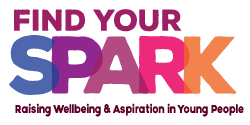 FIND YOUR
SPARK
Raising Wellbeing & Aspiration in Young People